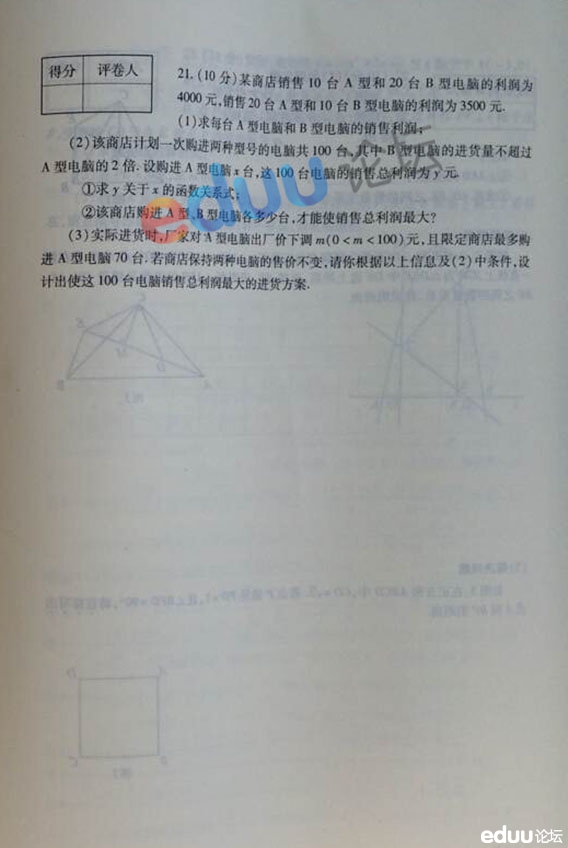 得分 评卷人
21.(10分)某商店销售10台A型和20台B型电脑的利润为
4000元,销售20台A型和10台B型电脑的利润为3500元.
(1)求每台A型电脑和B型电脑的销售利润;
(2)该商店计划一次购进两种型号的电脑共100台,其中B型电脑的进货量不超过
A型电脑的2倍.设购进A型电脑x台,这100台电脑的销售总利润为y元.
①求y关于x的函数关系式;
②该商店购进A型、B型电脑各多少台,才能使销售总利润最大?
(3)实际进货时,厂家对A型电脑出厂价下调m(0<m<100)元,且限定商店最多购
进A型电脑70台.若商店保持两种电脑的售价不变,请你根据以上信息及(2)中条件,设
计出使这100台电脑销售总利润最大的进货方案.
eduu论坛
eduu论坛